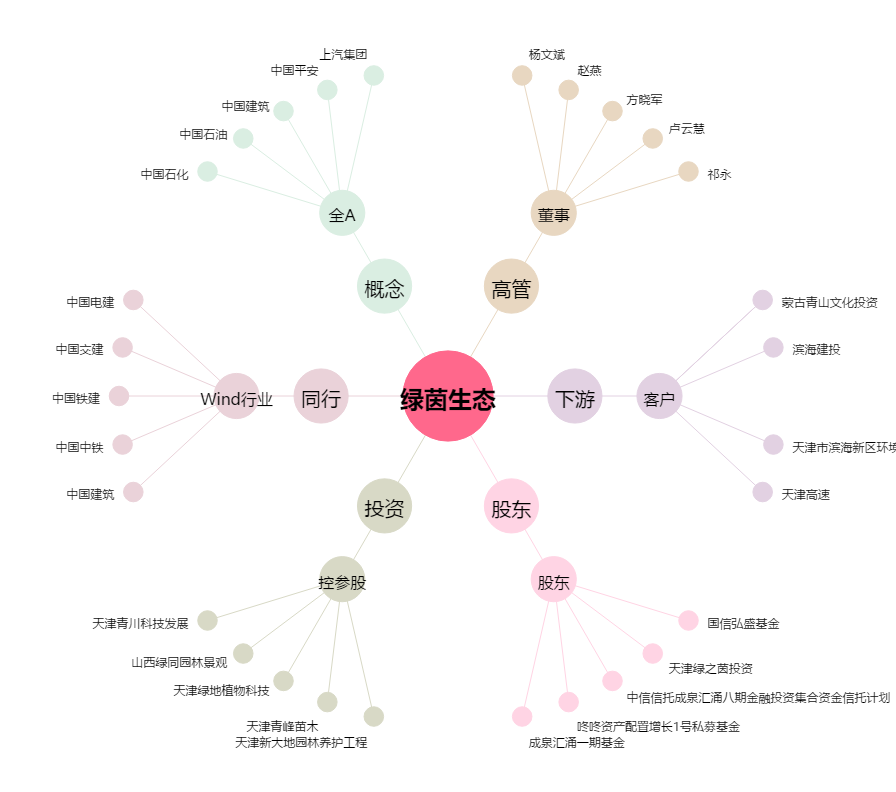 上汽集团
杨文斌
中国平安
赵燕
中国建筑
方晓军
中国石油
卢云慧
中国石化
祁永
全A
董事
概念
高管
中国电建
蒙古青山文化投资
中国交建
滨海建投
中国铁建
Wind行业
同行
绿茵生态
下游
客户
中国中铁
天津市滨海新区环境
中国建筑
天津高速
投资
股东
控参股
股东
天津青川科技发展
国信弘盛基金
山西绿同园林景观
天津绿之茵投资
天津绿地植物科技
中信信托成泉汇涌八期金融投资集合资金信托计划
天津青峰苗木
咚咚资产配置增长1号私募基金
天津新大地园林养护工程
成泉汇涌一期基金